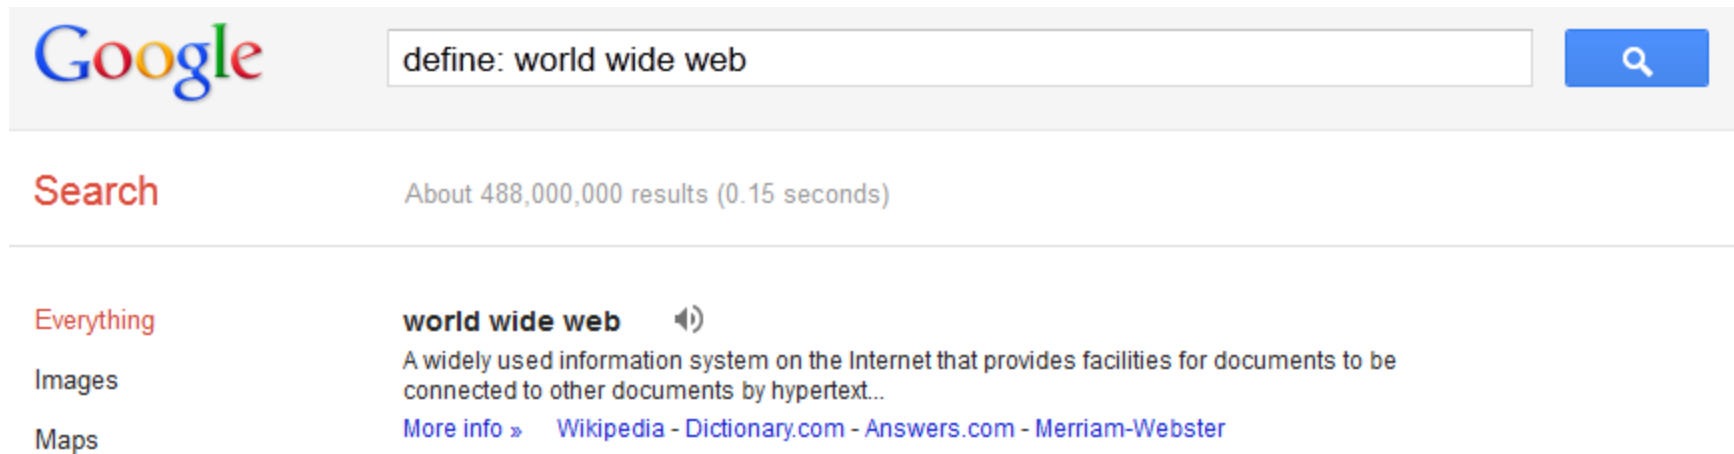 Google
define: world wide web
Search
About 488,000,000 results (0.15 seconds)
Everything
Images
Maps
world wide web
A widely used information system on the Internet that provides facilities for documents to be
connected to other documents by hypertext...
More info » Wikipedia - Dictionary.com - Answers.com - Merriam-Webster